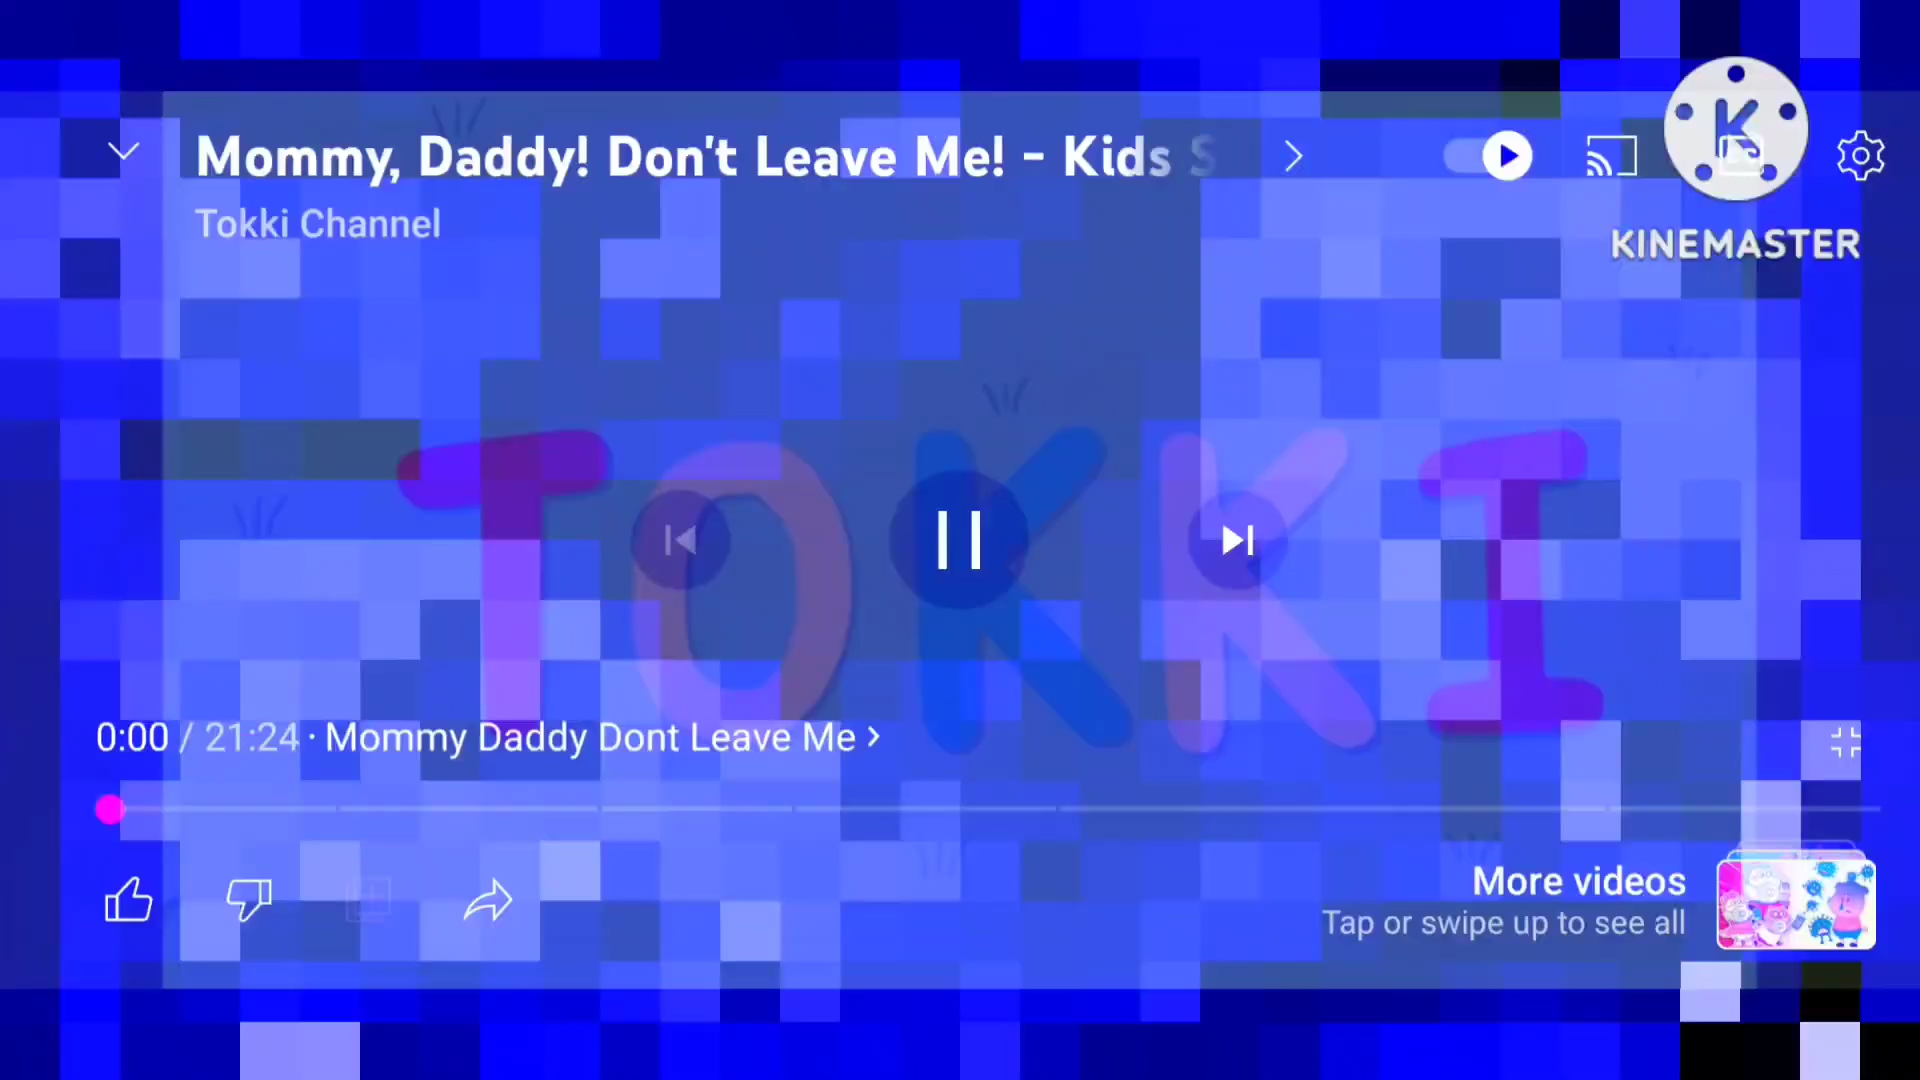 Mommy, Daddy! Don't Leave Me! - Kids S
Tokki Channel
K
KINEMASTER
TOKKI
0:00 / 21:24 · Mommy Daddy Dont Leave Me
More videos
Tap or swipe up to see all